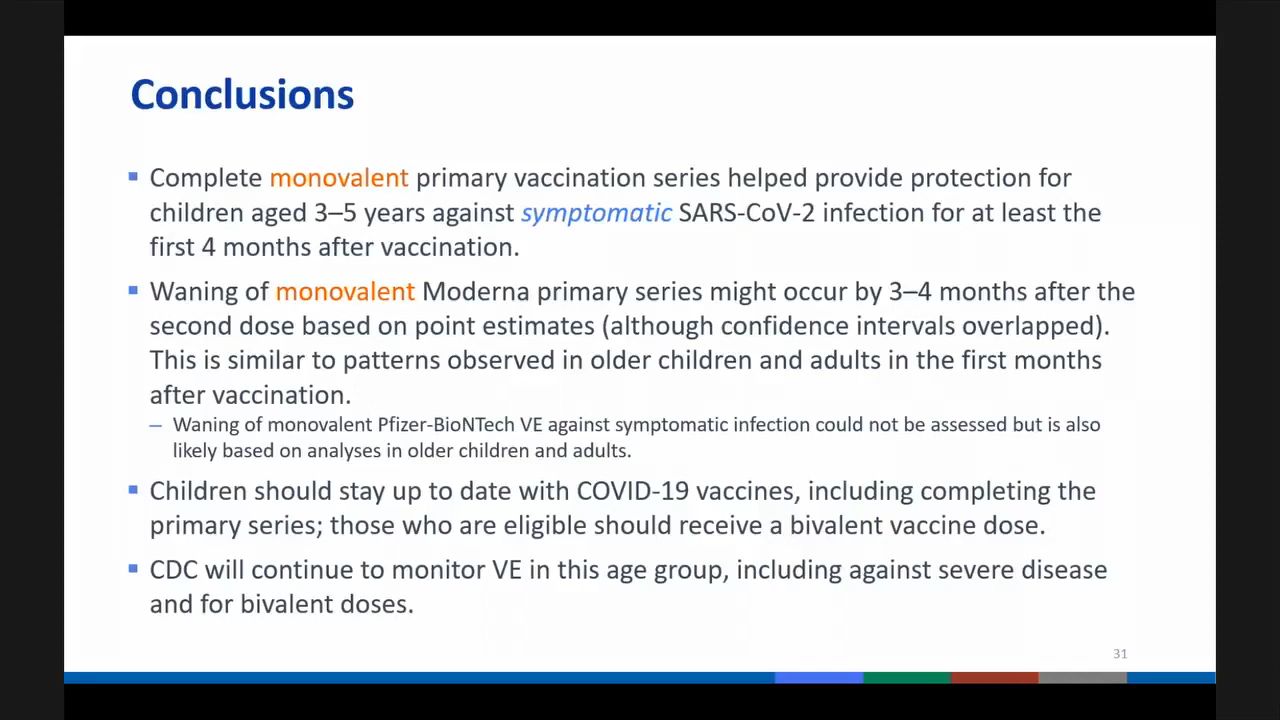 Conclusions
▪ Complete monovalent primary vaccination series helped provide protection for
children aged 3–5 years against symptomatic SARS-CoV-2 infection for at least the
first 4 months after vaccination.
▪ Waning of monovalent Moderna primary series might occur by 3–4 months after the
second dose based on point estimates (although confidence intervals overlapped).
This is similar to patterns observed in older children and adults in the first months
after vaccination.
– Waning of monovalent Pfizer-BioNTech VE against symptomatic infection could not be assessed but is also
likely based on analyses in older children and adults.
▪ Children should stay up to date with COVID-19 vaccines, including completing the
primary series; those who are eligible should receive a bivalent vaccine dose.
▪ CDC will continue to monitor VE in this age group, including against severe disease
and for bivalent doses.
31